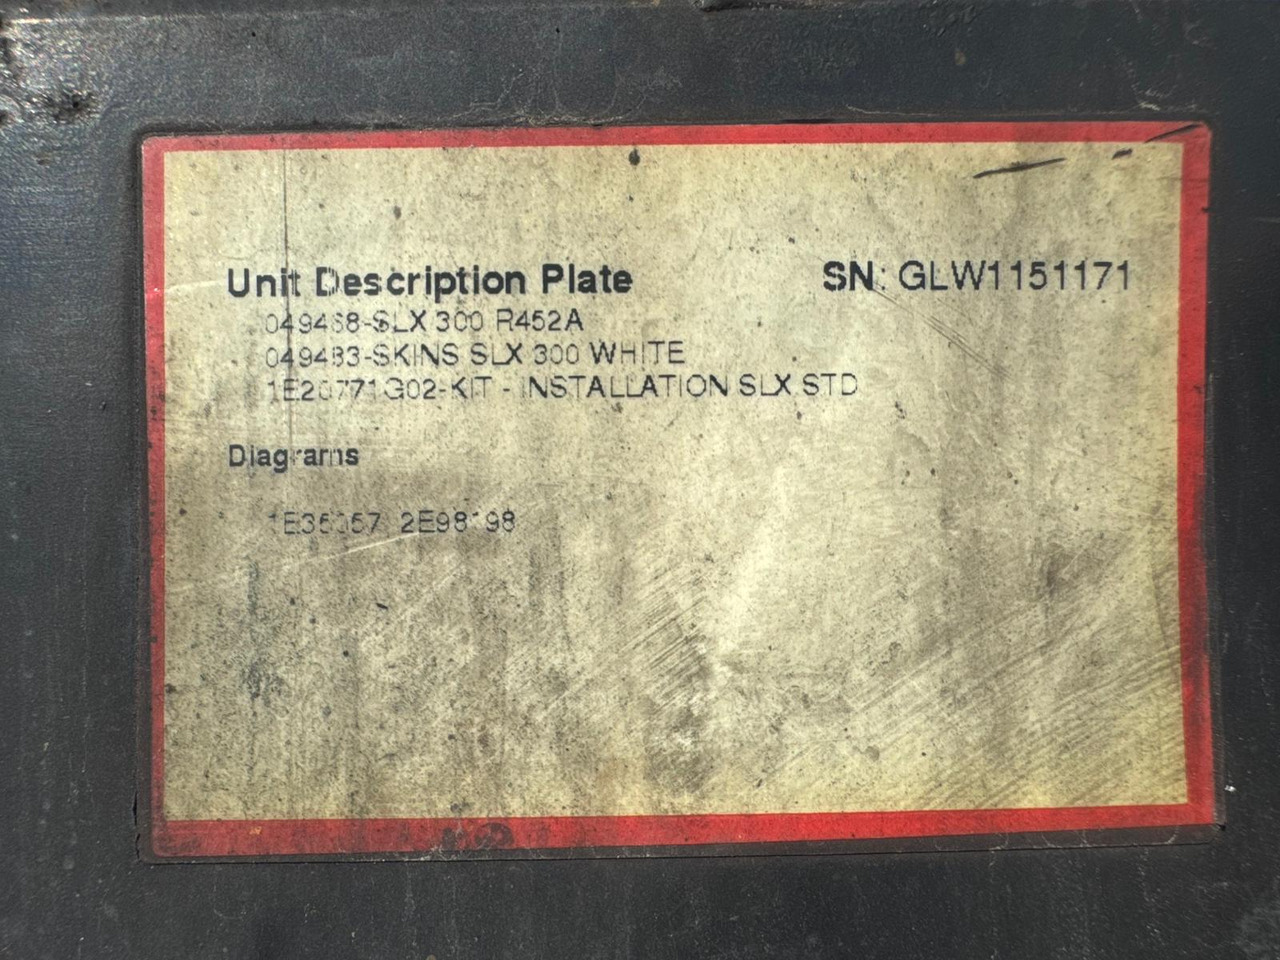 Unit Description Plate
SN: GLW1151171
049468-SLX 300 R452A
049483-SKINS SLX 300 WHITE
1E20771G02-KIT - INSTALLATION SLX STD
Diagrams
2E98198